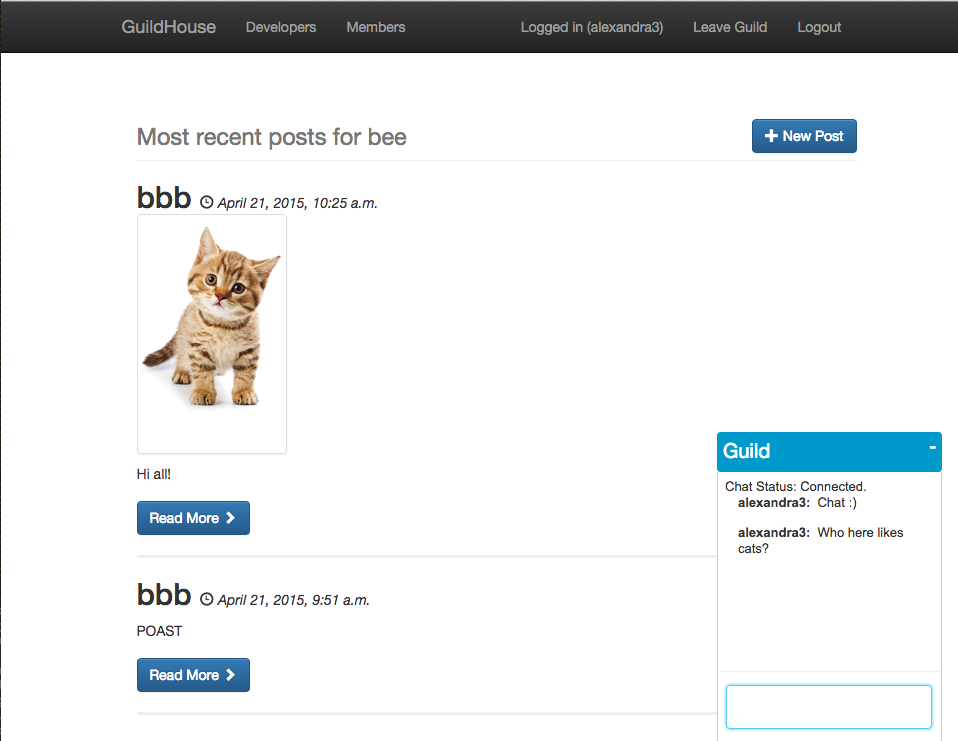 GuildHouse Developers Members Logged in (alexandra3) Leave Guild Logout
Most recent posts for bee
New Post
bbb April 21, 2015, 10:25 a.m.
Hi all!
Read More
bbb April 21, 2015, 9:51 a.m.
POAST
Read More
Guild -
Chat Status: Connected.
alexandra3: Chat :)
alexandra3: Who here likes
cats?